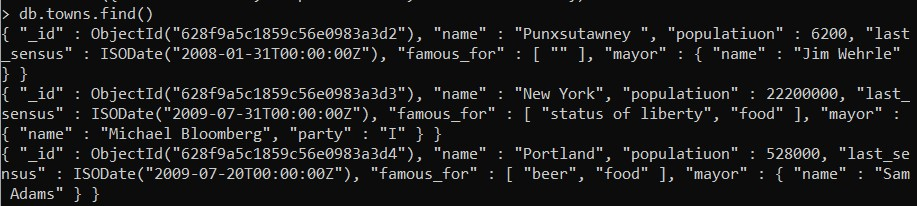 > db.towns.find()
{ "_id" : ObjectId("628f9a5c1859c56e0983a3d2"), "name" : "Punxsutawney ", "populatiuon" : 6200, "last
_sensus" : ISODate("2008-01-31T00:00:00Z"), "famous_for" : [ "" ], "mayor" : { "name" : "Jim Wehrle"
} }
{ "_id" : ObjectId("628f9a5c1859c56e0983a3d3"), "name" : "New York", "populatiuon" : 22200000, "last_
sensus" : ISODate("2009-07-31T00:00:00Z"), "famous_for" : [ "status of liberty", "food" ], "mayor" :
{ "name" : "Michael Bloomberg", "party" : "I" } }
{ "_id" : ObjectId("628f9a5c1859c56e0983a3d4"), "name" : "Portland", "populatiuon" : 528000, "last_se
nsus" : ISODate("2009-07-20T00:00:00Z"), "famous_for" : [ "beer", "food" ], "mayor" : { "name" : "Sam
 Adams" } }